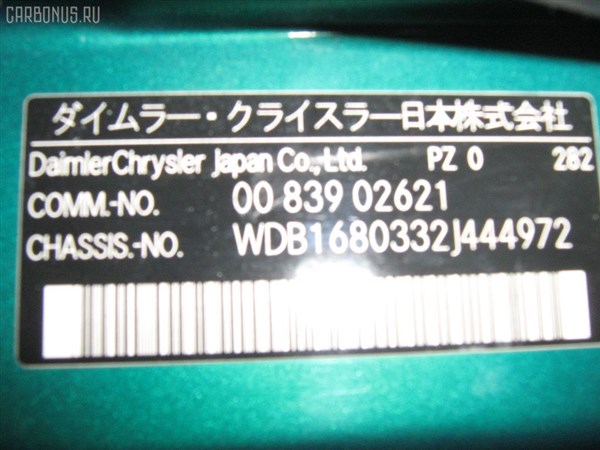 CARBONUS.RU
ダイムラー・クライスラー日本株式会社
DaimlerChrysler Japan Co., Ltd. PZ 0 282
COMM.-NO. 00 839 02621
CHASSIS.-NO. WDB1680332J444972